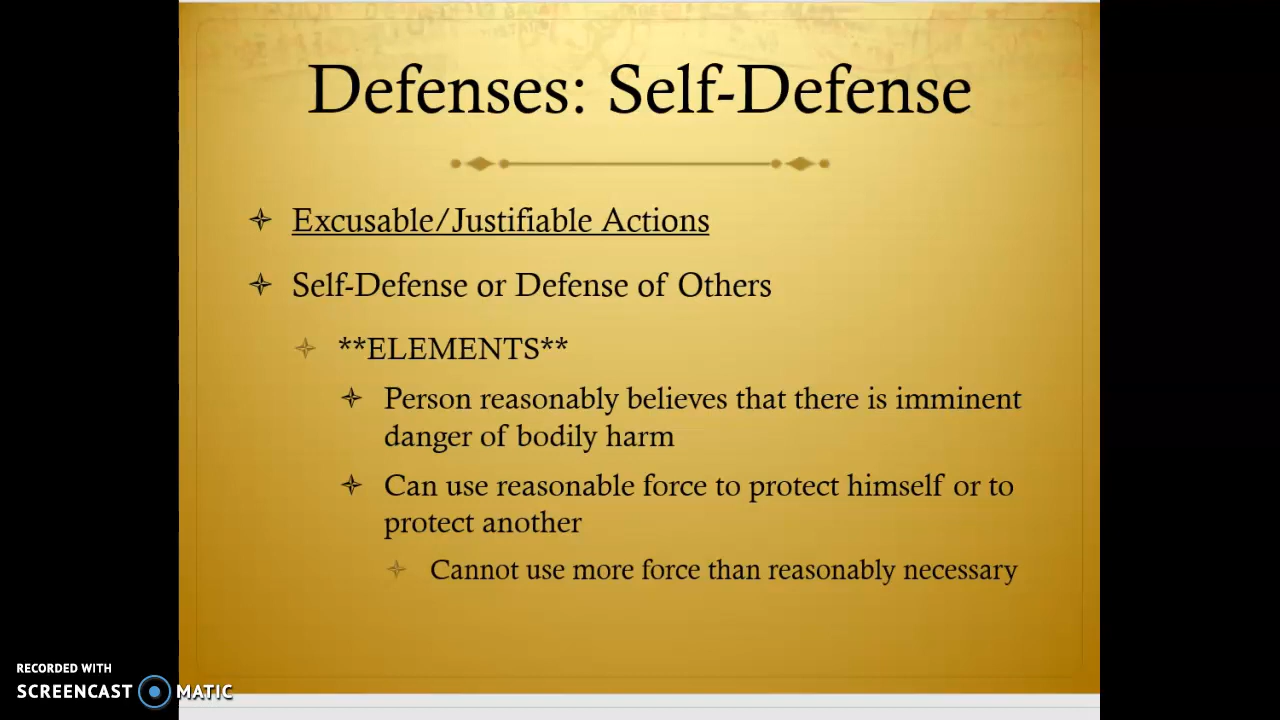 Defenses: Self-Defense
Excusable/Justifiable Actions
Self-Defense or Defense of Others
**ELEMENTS**
Person reasonably believes that there is imminent
danger of bodily harm
Can use reasonable force to protect himself or to
protect another
Cannot use more force than reasonably necessary
RECORDED WITH
SCREENCAST MATIC